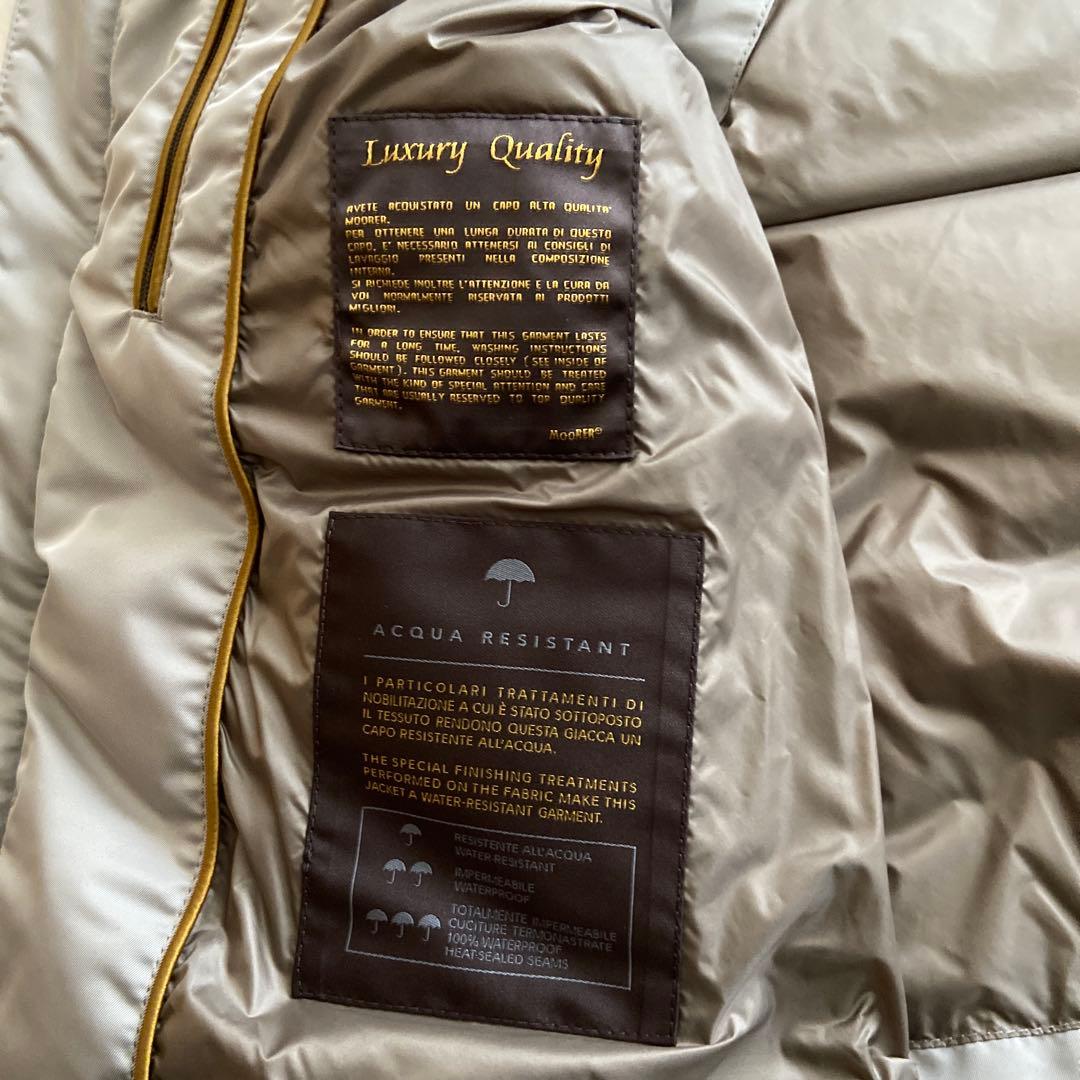 Luxury Quality
AVETE ACQUISTATO UN CAPO ALTA QUALITA'
MOORER.
PER OTTENERE UNA LUNGA DURATA DI QUESTO
CAPO, E' NECESSARIO ATTENERSI AI CONSIGLI DI
LAVAGGIO PRESENTI NELLA COMPOSIZIONE
INTERNA.
SI RICHIEDE INOLTRE L'ATTENZIONE E LA CURA DA
VOI NORMALMENTE RISERVATA AI PRODOTTI
MIGLIORI.
IN ORDER TO ENSURE THAT THIS GARMENT LASTS
FOR A LONG TIME, WASHING INSTRUCTIONS
SHOULD BE FOLLOWED CLOSELY (SEE INSIDE OF
GARMENT). THIS GARMENT SHOULD BE TREATED
WITH THE KIND OF SPECIAL ATTENTION AND CARE
THAT ARE USUALLY RESERVED TO TOP QUALITY
GARMENT.
MOORER®
ACQUA RESISTANT
I PARTICOLARI TRATTAMENTI DI
NOBILITAZIONE A CUI È STATO SOTTOPOSTO
IL TESSUTO RENDONO QUESTA GIACCA UN
CAPO RESISTENTE ALL'ACQUA.
THE SPECIAL FINISHING TREATMENTS
PERFORMED ON THE FABRIC MAKE THIS
JACKET A WATER-RESISTANT GARMENT.
RESISTENTE ALL'ACQUA
WATER-RESISTANT
IMPERMEABILE
WATERPROOF
TOTALMENTE IMPERMEABILE
CUCITURE TERMONASTRATE
100% WATERPROOF
HEAT-SEALED SEAMS